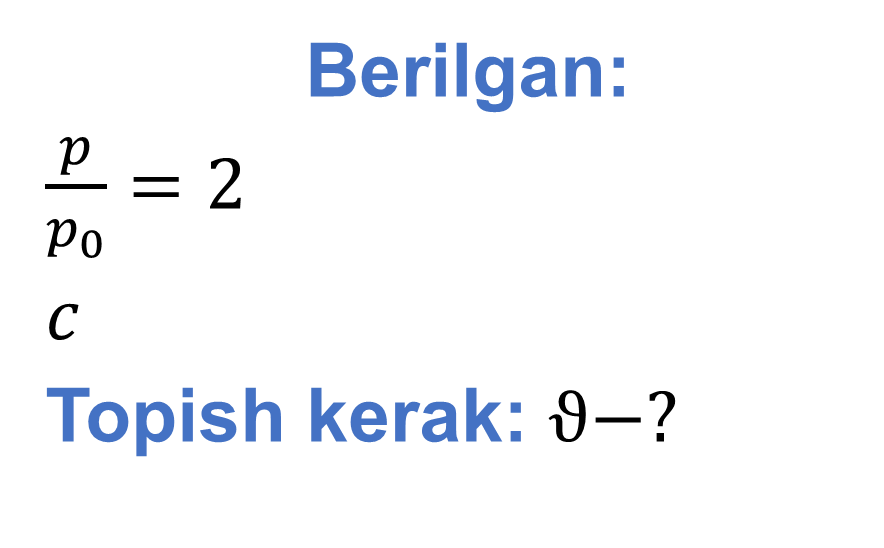 Berilgan:
p/p₀ = 2
c
Topish kerak: ϑ−?